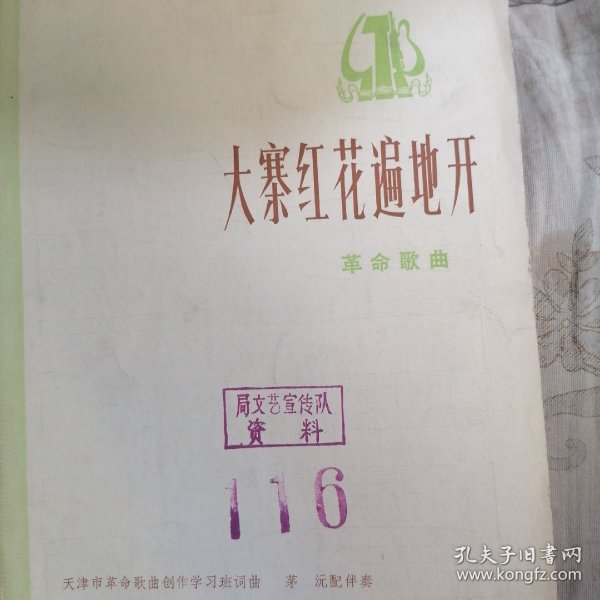 大寨红花遍地开
革命歌曲
局文艺宣传队
资 料
116
天津市革命歌曲创作学习班词曲 茅 沅配伴奏
孔夫子旧书网
www.kongfz.com